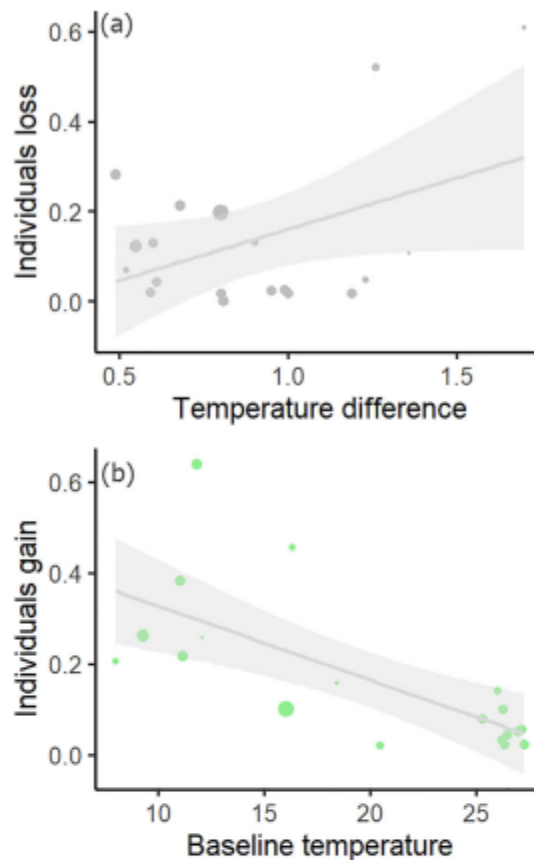 (a)
Individuals loss
0.6
0.4
0.2
0.0
0.5 1.0 1.5
Temperature difference
(b)
Individuals gain
0.6
0.4
0.2
0.0
10 15 20 25
Baseline temperature